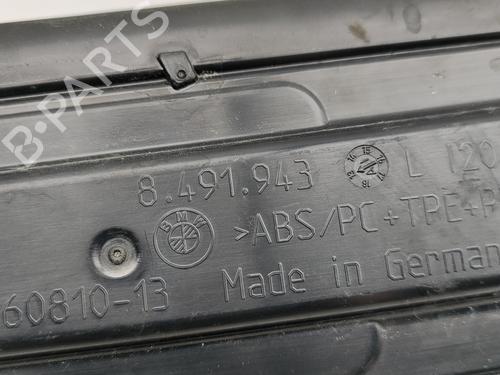 B-PARTS
8.491.943
L 120
BMW
>ABS/PC+TPE+P
60810-13
Made in German